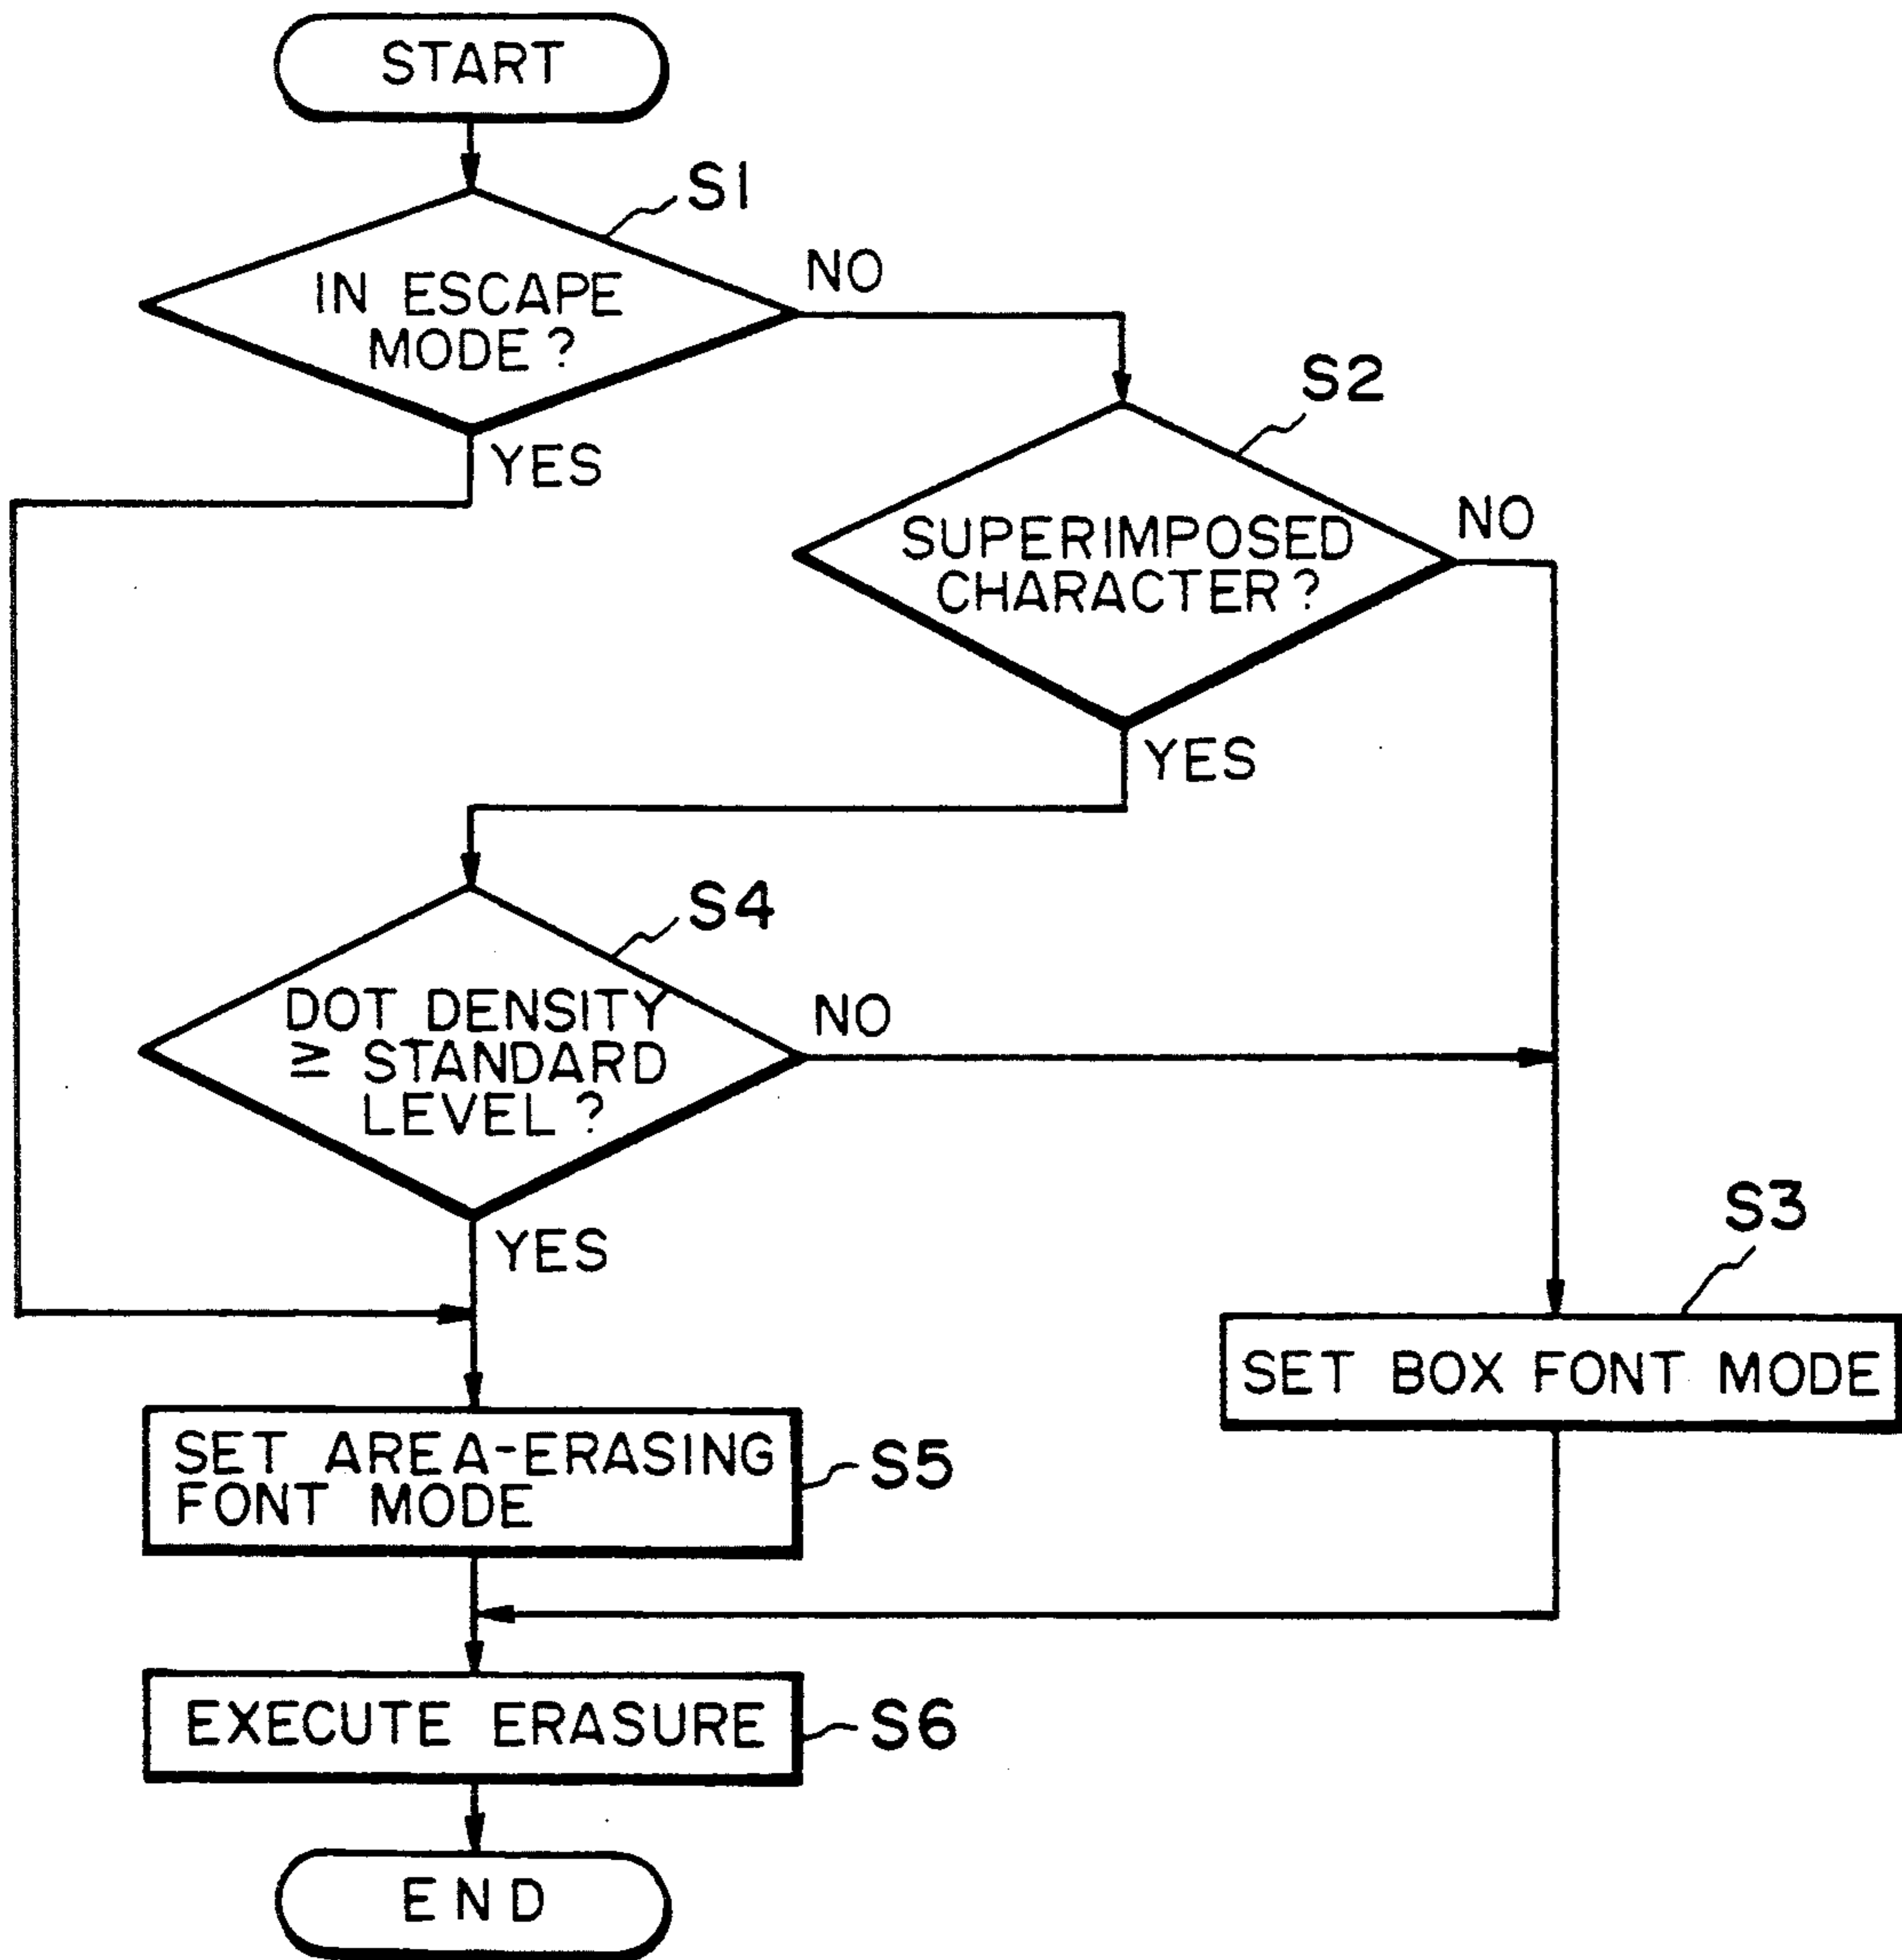 START
S1
IN ESCAPE
MODE?
NO
YES
S2
SUPERIMPOSED
CHARACTER?
NO
YES
S4
DOT DENSITY
≥ STANDARD
LEVEL?
NO
YES
S3
SET BOX FONT MODE
SET AREA-ERASING
FONT MODE
S5
EXECUTE ERASURE
S6
END